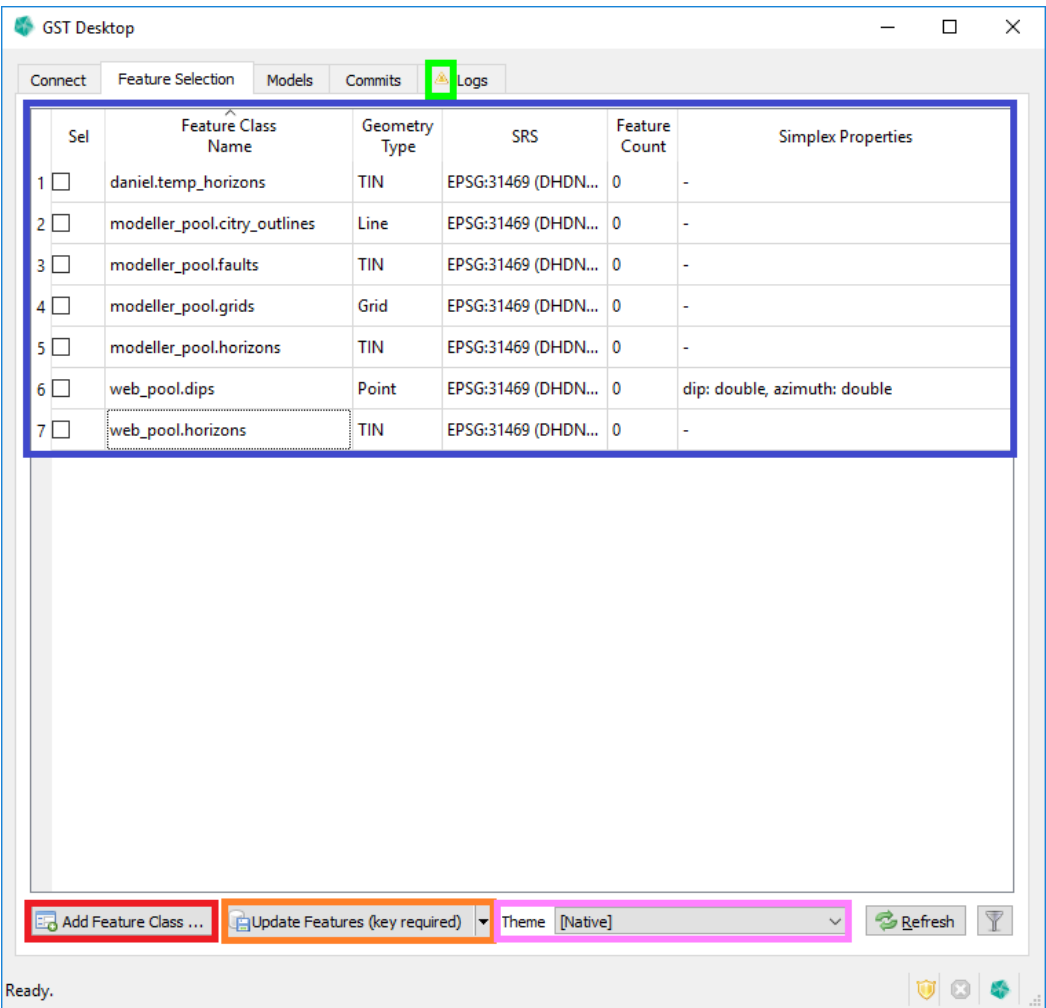 GST Desktop
Connect Feature Selection Models Commits Logs
Sel Feature Class Name Geometry Type SRS Feature Count Simplex Properties
1 daniel.temp_horizons TIN EPSG:31469 (DHDN... 0 -
2 modeller_pool.citry_outlines Line EPSG:31469 (DHDN... 0 -
3 modeller_pool.faults TIN EPSG:31469 (DHDN... 0 -
4 modeller_pool.grids Grid EPSG:31469 (DHDN... 0 -
5 modeller_pool.horizons TIN EPSG:31469 (DHDN... 0 -
6 web_pool.dips Point EPSG:31469 (DHDN... 0 dip: double, azimuth: double
7 web_pool.horizons TIN EPSG:31469 (DHDN... 0 -
Add Feature Class ... Update Features (key required) Theme [Native] Refresh
Ready.